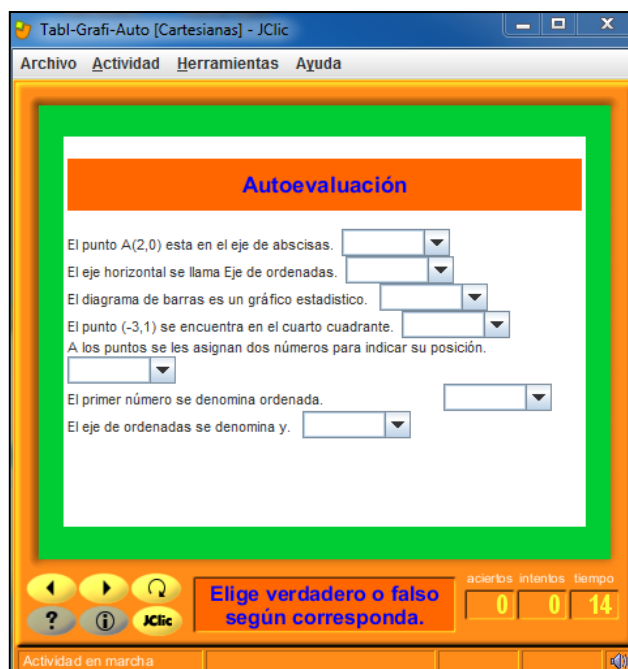 Tabl-Grafi-Auto [Cartesianas] - JClic
Archivo Actividad Herramientas Ayuda
Autoevaluación
El punto A(2,0) esta en el eje de abscisas.
El eje horizontal se llama Eje de ordenadas.
El diagrama de barras es un gráfico estadistico.
El punto (-3,1) se encuentra en el cuarto cuadrante.
A los puntos se les asignan dos números para indicar su posición.
El primer número se denomina ordenada.
El eje de ordenadas se denomina y.
aciertos intentos tiempo
Elige verdadero o falso
según corresponda.
0 0 14
? i JClic
Actividad en marcha